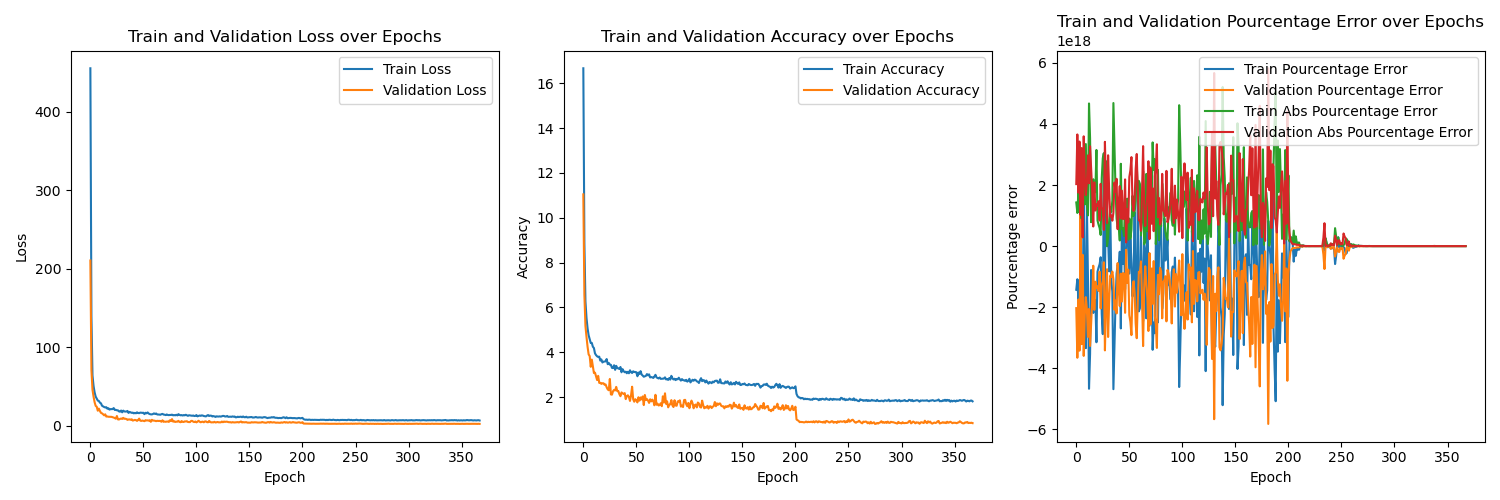 Train and Validation Loss over Epochs
Train Loss
Validation Loss
Loss
400
300
200
100
0
0 50 100 150 200 250 300 350
Epoch
Train and Validation Accuracy over Epochs
Train Accuracy
Validation Accuracy
Accuracy
16
14
12
10
8
6
4
2
0 50 100 150 200 250 300 350
Epoch
Train and Validation Pourcentage Error over Epochs
1e18
Train Pourcentage Error
Validation Pourcentage Error
Train Abs Pourcentage Error
Validation Abs Pourcentage Error
Pourcentage error
6
4
2
0
−2
−4
−6
0 50 100 150 200 250 300 350
Epoch